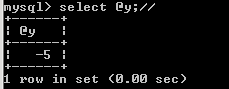 mysql> select @y;//
+------+
| @y   |
+------+
|   -5 |
+------+
1 row in set (0.00 sec)